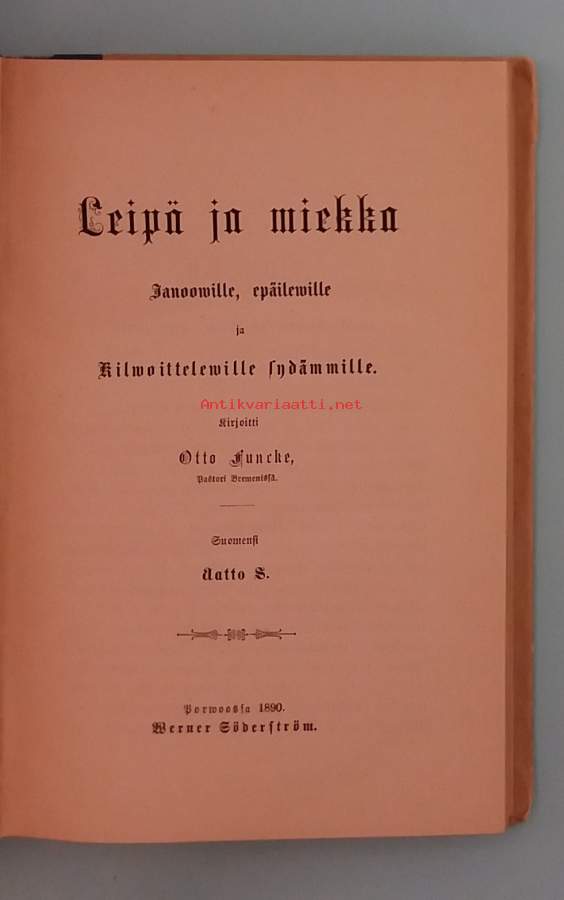 Leipä ja miekka
Janoowille, epäilewille
ja
Kilwoittelewille sydämmille.
Antikvariaatti.net
Kirjoitti
Otto Funcke,
Pastori Bremenissä.
Suomensi
Aatto S.
Porwoossa 1890.
Werner Söderström.